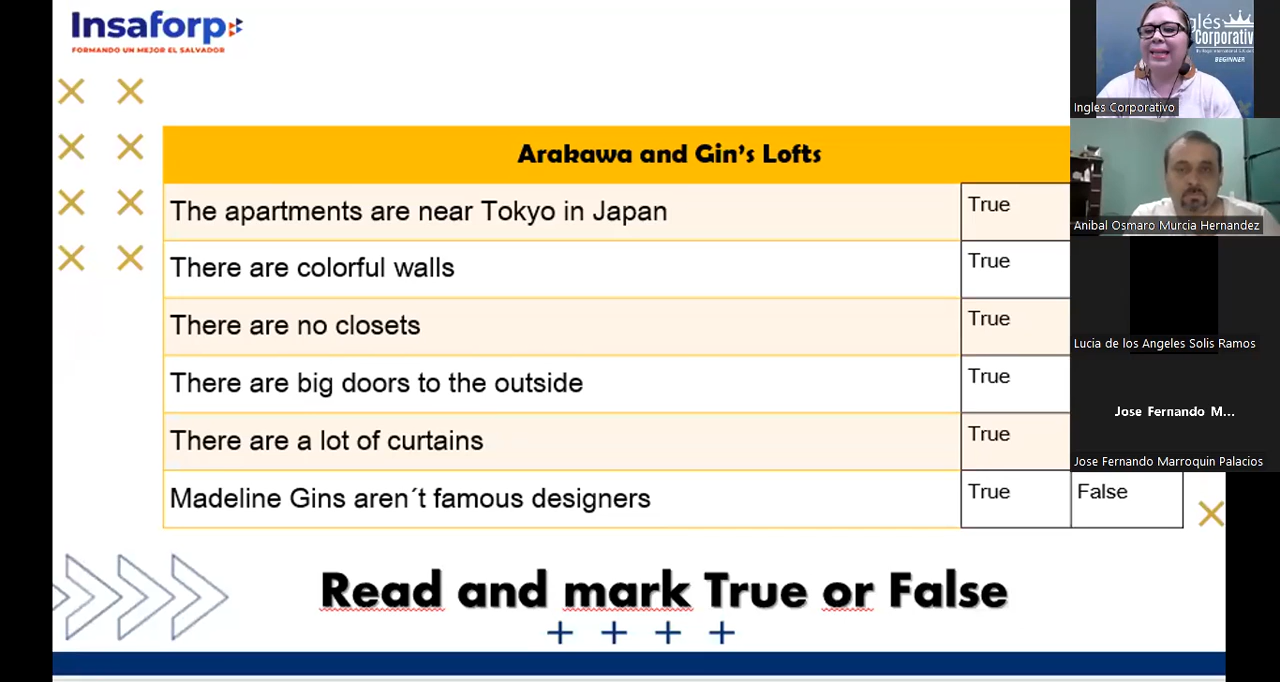 Insaforp
FORMANDO UN MEJOR EL SALVADOR
Arakawa and Gin's Lofts
The apartments are near Tokyo in Japan True
There are colorful walls True
There are no closets True
There are big doors to the outside True
There are a lot of curtains True
Madeline Gins aren´t famous designers True False
Read and mark True or False
glés
Corporativ
BEGINNER
Ingles Corporativo
Anibal Osmaro Murcia Hernandez
Lucia de los Angeles Solis Ramos
Jose Fernando M...
Jose Fernando Marroquin Palacios